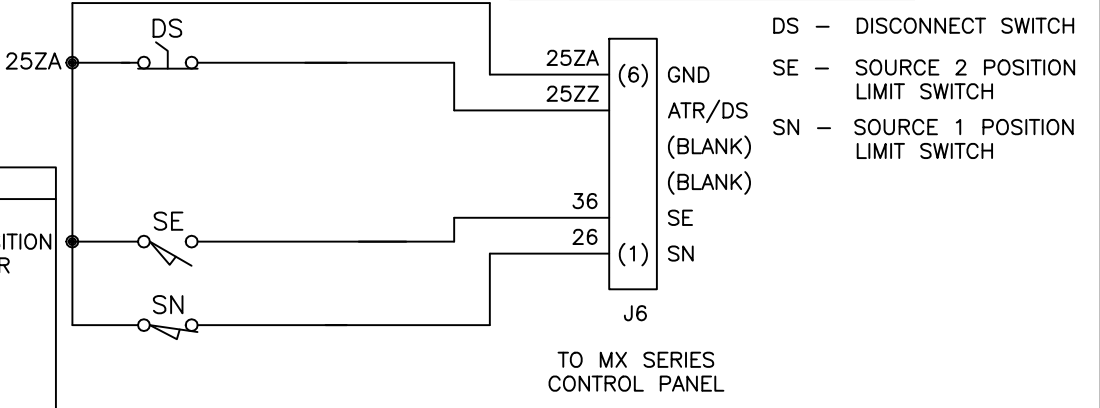 DS
25ZA
25ZA
(6) GND
25ZZ
ATR/DS
(BLANK)
(BLANK)
SE
36
SE
ITION
R
26
(1) SN
SN
J6
TO MX SERIES
CONTROL PANEL
DS – DISCONNECT SWITCH
SE – SOURCE 2 POSITION
LIMIT SWITCH
SN – SOURCE 1 POSITION
LIMIT SWITCH